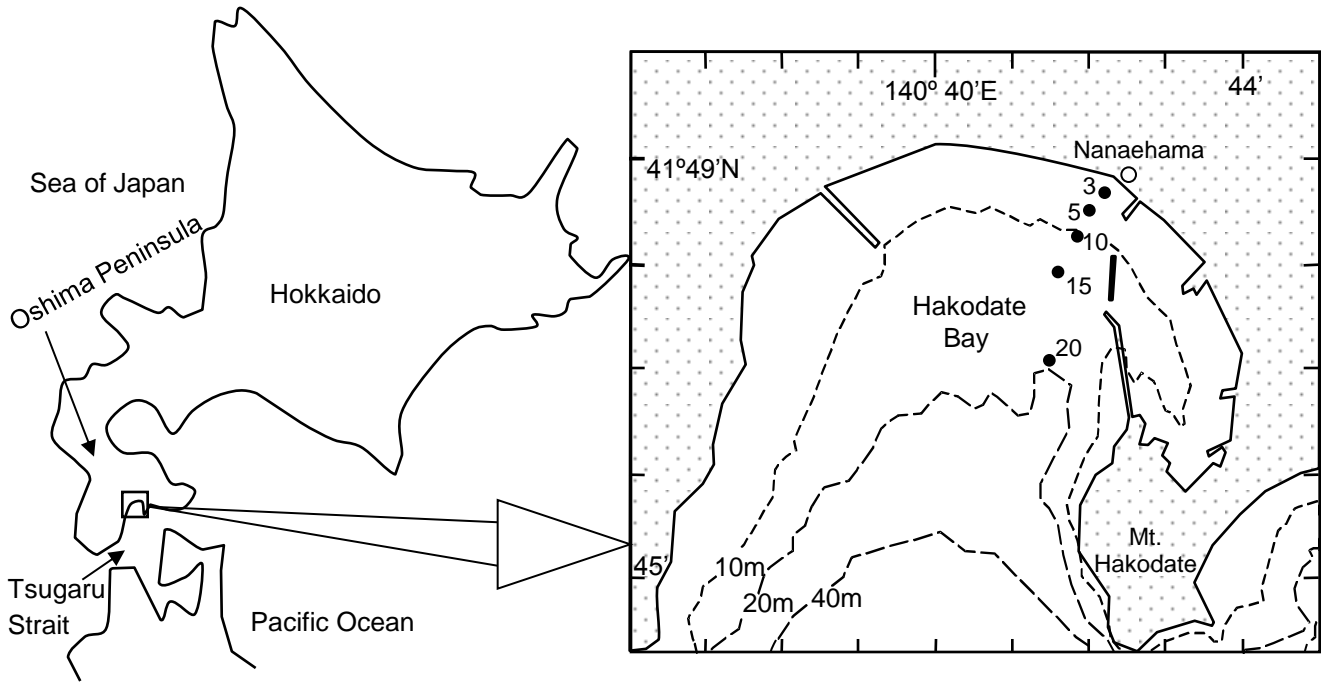 Sea of Japan
Oshima Peninsula
Hokkaido
Tsugaru
Strait
Pacific Ocean
140º 40'E
44'
41º49'N
Nanaehama
3
5
10
15
Hakodate
Bay
20
45'
10m
20m
40m
Mt.
Hakodate